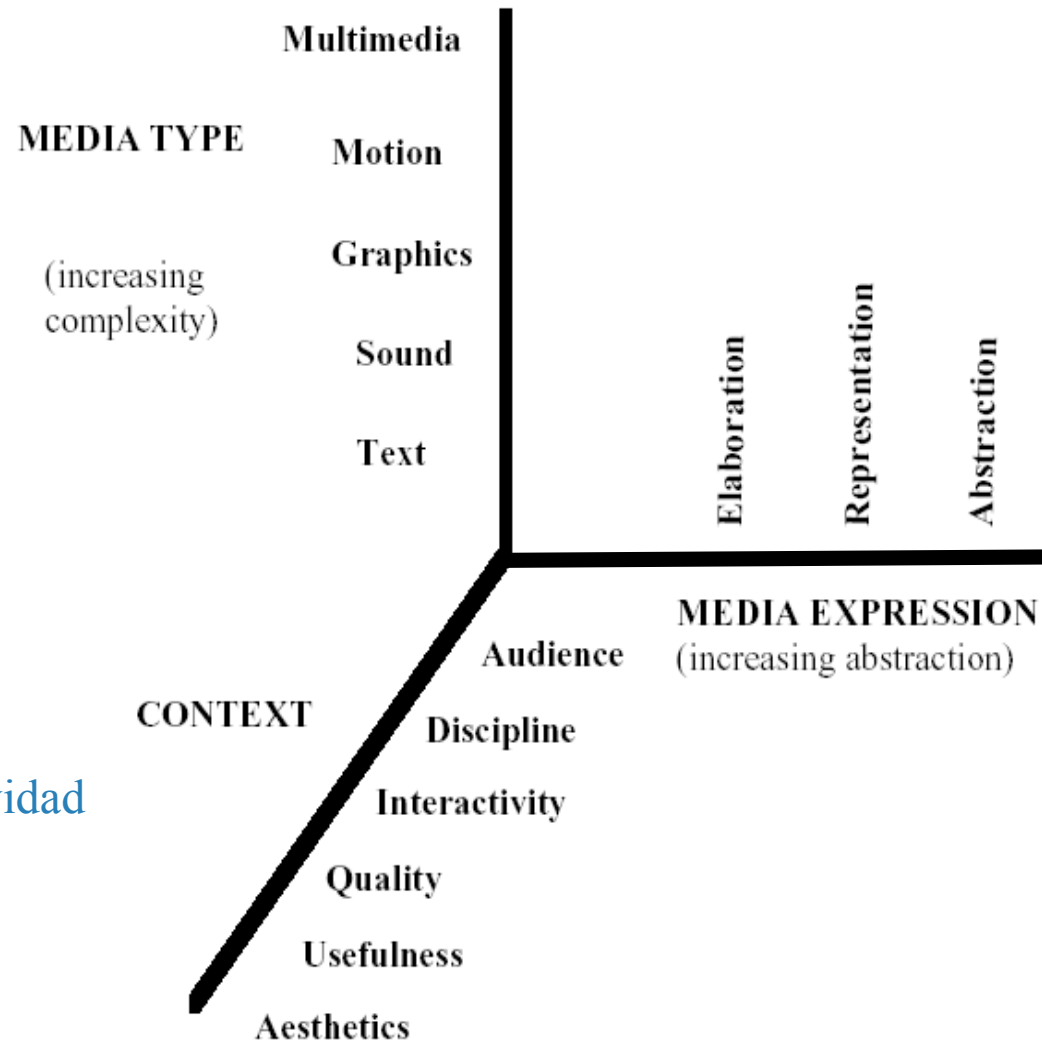 Multimedia
MEDIA TYPE
Motion
Graphics
(increasing
complexity)
Sound
Text
Elaboration
Representation
Abstraction
MEDIA EXPRESSION
(increasing abstraction)
Audience
CONTEXT
Discipline
Interactivity
Quality
Usefulness
Aesthetics